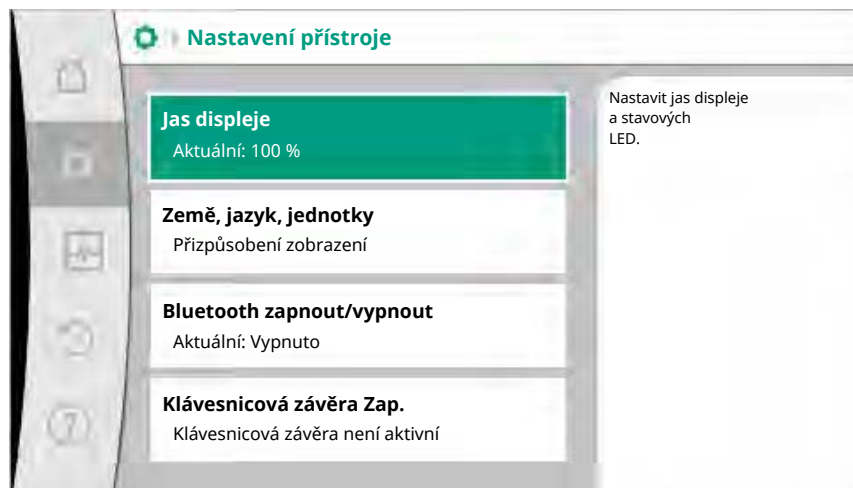 Nastavení přístroje
Jas displeje
Aktuální: 100 %
Země, jazyk, jednotky
Přizpůsobení zobrazení
Bluetooth zapnout/vypnout
Aktuální: Vypnuto
Klávesnicová závěra Zap.
Klávesnicová závěra není aktivní
Nastavit jas displeje
a stavových
LED.